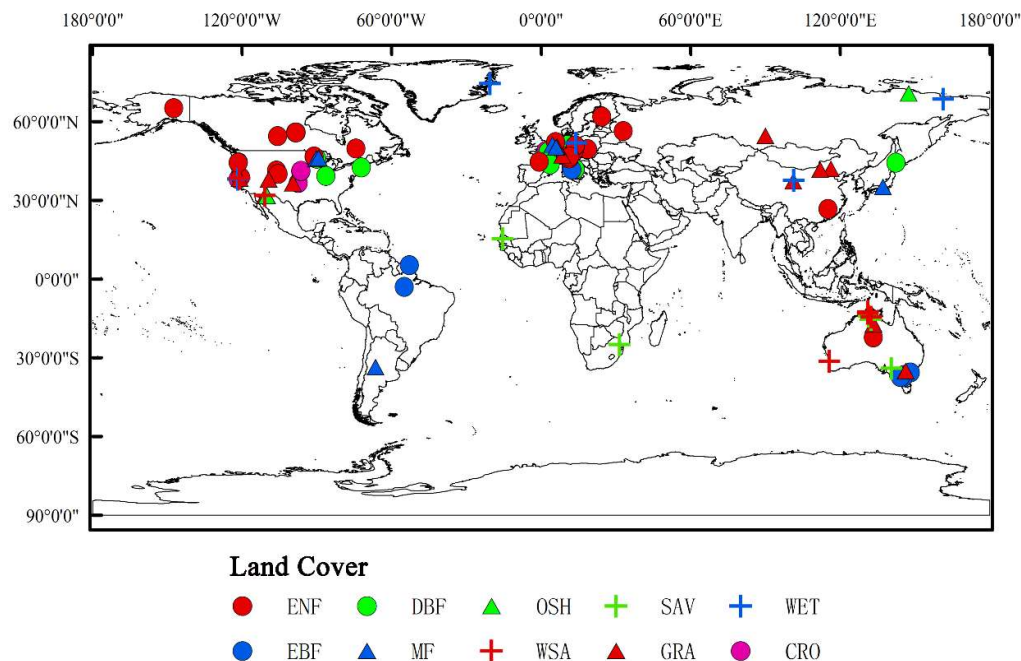 180°0'0" 120°0'0"W 60°0'0"W 0°0'0" 60°0'0"E 120°0'0"E 180°0'0"
60°0'0"N
30°0'0"N
0°0'0"
30°0'0"S
60°0'0"S
90°0'0"
Land Cover
ENF DBF OSH SAV WET
EBF MF WSA GRA CRO